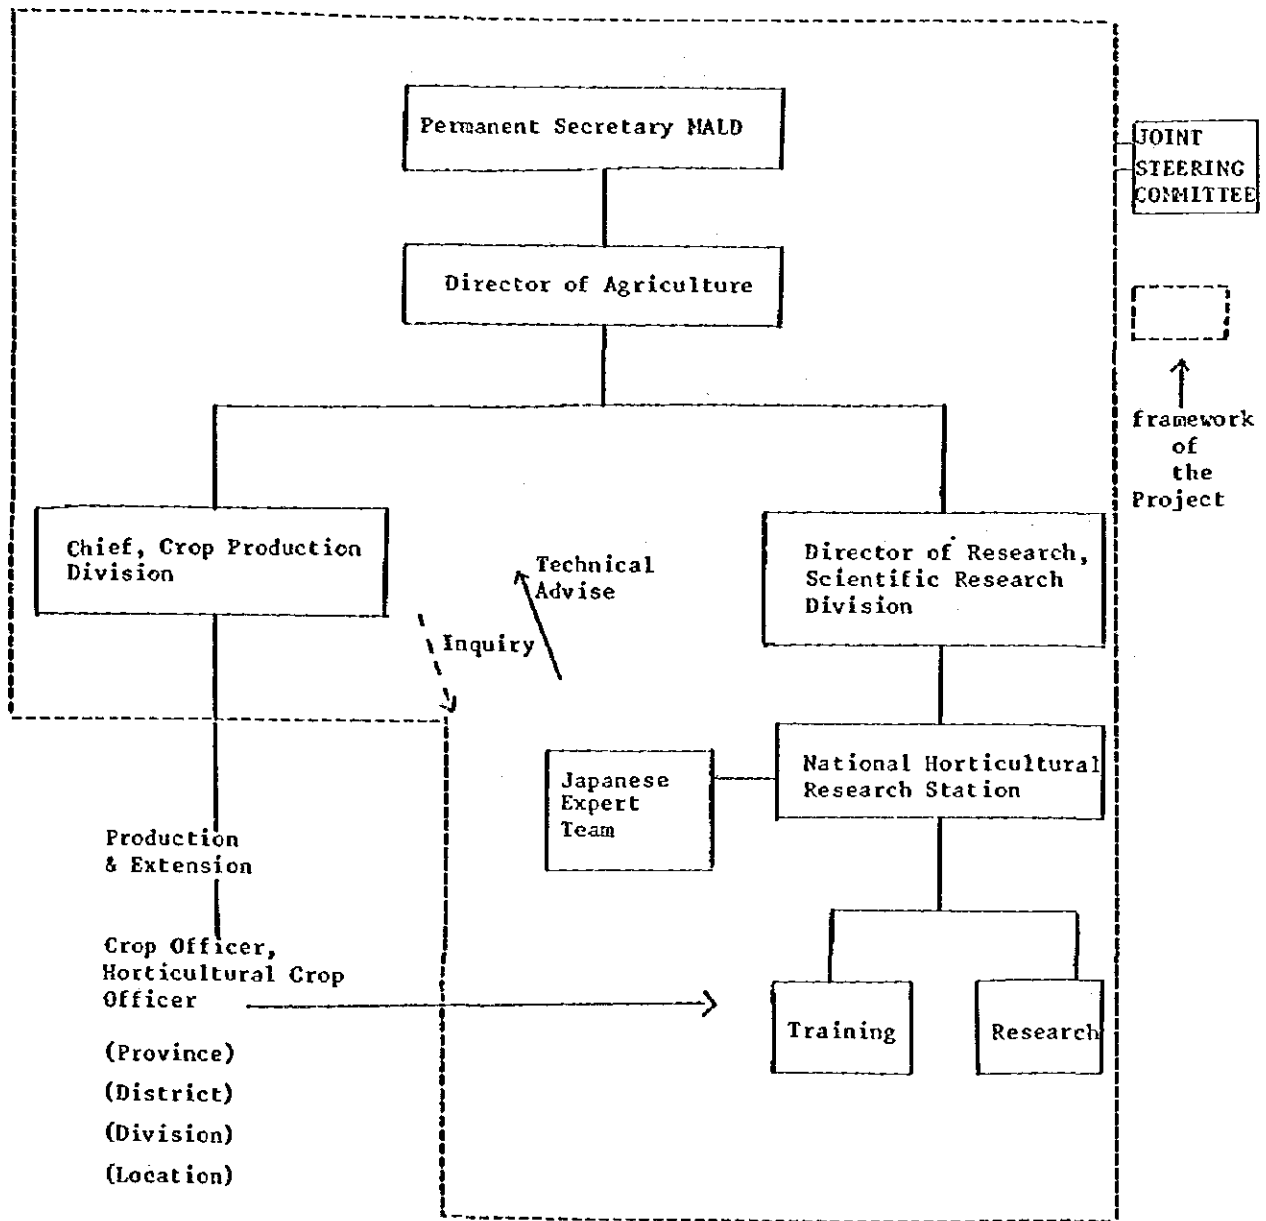 Permanent Secretary MALD
JOINT
STEERING
COMMITTEE
Director of Agriculture
framework
of
the
Project
Chief, Crop Production
Division
Technical
Advise
Inquiry
Director of Research,
Scientific Research
Division
Japanese
Expert
Team
National Horticultural
Research Station
Production
& Extension
Crop Officer,
Horticultural Crop
Officer
(Province)
(District)
(Division)
(Location)
Training
Research